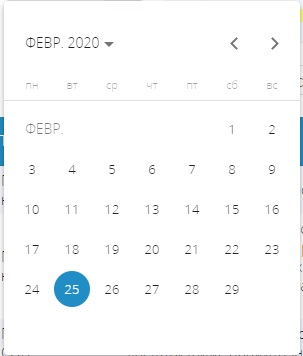 ФЕВР. 2020
пн вт ср чт пт сб вс
ФЕВР. 1 2
3 4 5 6 7 8 9
10 11 12 13 14 15 16
17 18 19 20 21 22 23
24 25 26 27 28 29